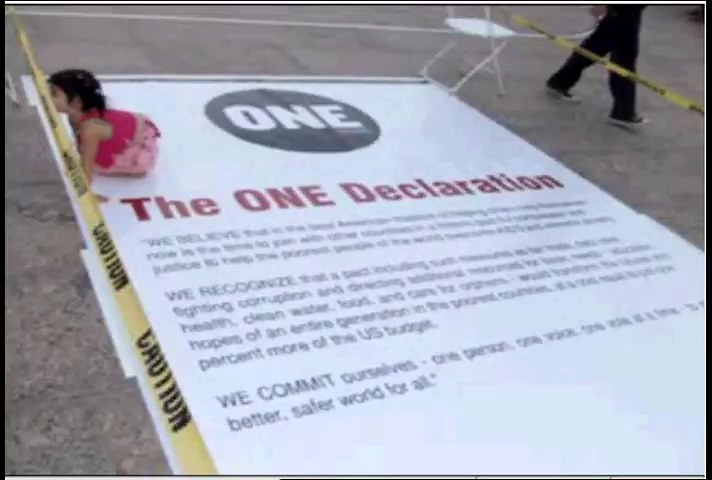 ONE
The ONE Declaration
"WE BELIEVE that in the best American tradition of helping others help themselves
now is the time to join with other countries in a historic pact for compassion and
justice to help the poorest people of the world overcome AIDS and extreme poverty.
WE RECOGNIZE that a pact including such measures as fair trade, debt relief,
fighting corruption and directing additional resources for basic needs - education,
health, clean water, food, and care for orphans - would transform the futures and
hopes of an entire generation in the poorest countries, at a cost equal to just one
percent more of the US budget.
WE COMMIT ourselves - one person, one voice, one vote at a time - to
better, safer world for all."
CAUTION
CAUTION
CAUTION